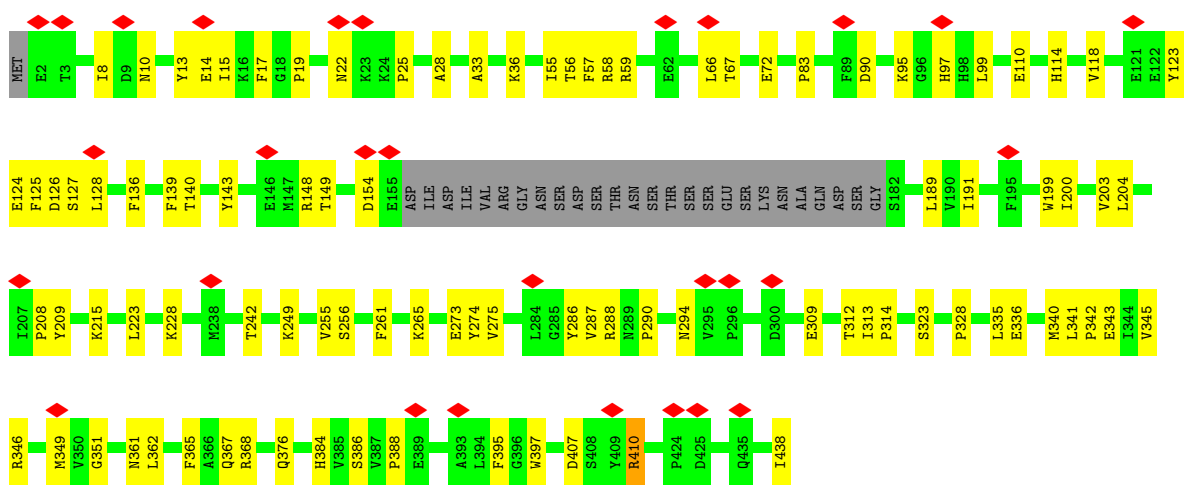 MET E2 T3 I8 D9 N10 Y13 E14 I15 K16 F17 G18 P19 N22 K23 K24 P25 A28 A33 K36 I55 T56 F57 R58 R59 E62 L66 T67 E72 P83 F89 D90 K95 G96 H97 H98 L99 E110 H114 V118 E121 E122 Y123
E124 F125 D126 S127 L128 F136 F139 T140 Y143 E146 M147 R148 T149 D154 E155 ASP ILE ASP ILE VAL ARG GLY ASN SER ASP SER THR ASN SER THR SER SER GLU SER LYS ASN ALA GLN ASP SER GLY S182 L189 V190 I191 F195 W199 I200 V203 L204
I207 P208 Y209 K215 L223 K228 M238 T242 K249 V255 S256 F261 K265 E273 Y274 V275 L284 G285 Y286 V287 R288 N289 P290 N294 V295 P296 D300 E309 T312 I313 P314 S323 P328 L335 E336 M340 L341 P342 E343 I344 V345
R346 M349 V350 G351 N361 L362 F365 A366 Q367 R368 Q376 H384 V385 S386 V387 P388 E389 A393 L394 F395 G396 W397 D407 S408 Y409 R410 P424 D425 Q435 I438